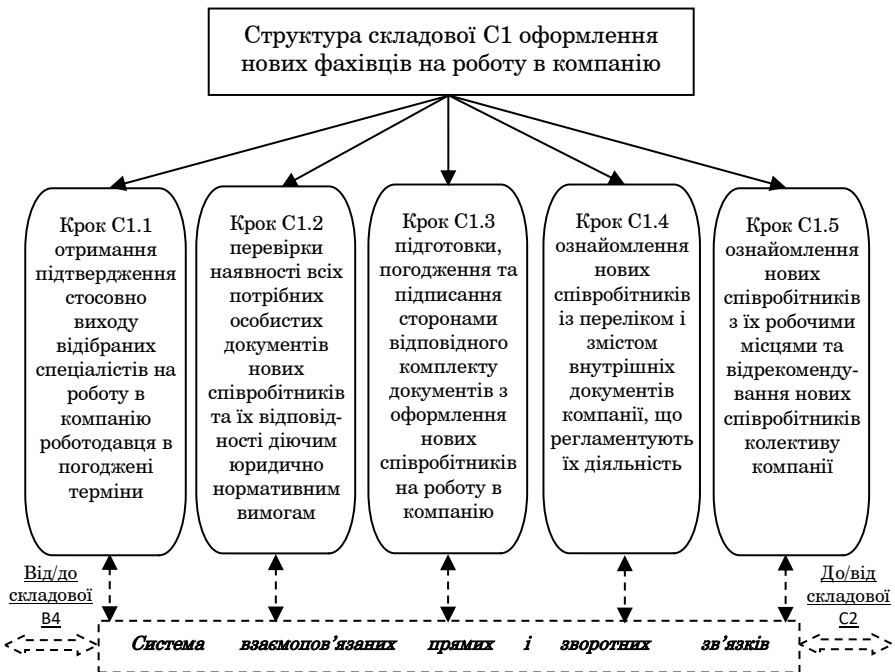 Структура складової С1 оформлення
нових фахівців на роботу в компанію
Крок С1.1
отримання
підтвердження
стосовно
виходу
відібраних
спеціалістів на
роботу в
компанію
роботодавця в
погоджені
терміни
Крок С1.2
перевірки
наявності всіх
потрібних
особистих
документів
нових
співробітників
та їх відповід-
ності діючим
юридично
нормативним
вимогам
Крок С1.3
підготовки,
погодження та
підписання
сторонами
відповідного
комплекту
документів з
оформлення
нових
співробітників
на роботу в
компанію
Крок С1.4
ознайомлення
нових
співробітників
із переліком і
змістом
внутрішніх
документів
компанії, що
регламентують
їх діяльність
Крок С1.5
ознайомлення
нових
співробітників
з їх робочими
місцями та
відрекоменду-
вання нових
співробітників
колективу
компанії
Від/до
складової
В4
До/від
складової
С2
Система взаємопов’язаних прямих і зворотних зв’язків